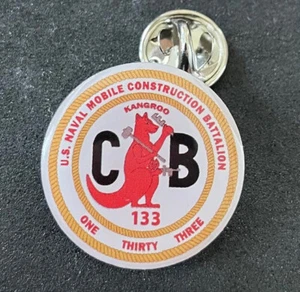 U.S. NAVAL MOBILE CONSTRUCTION BATTALION
KANGROO
C B
133
ONE THIRTY THREE